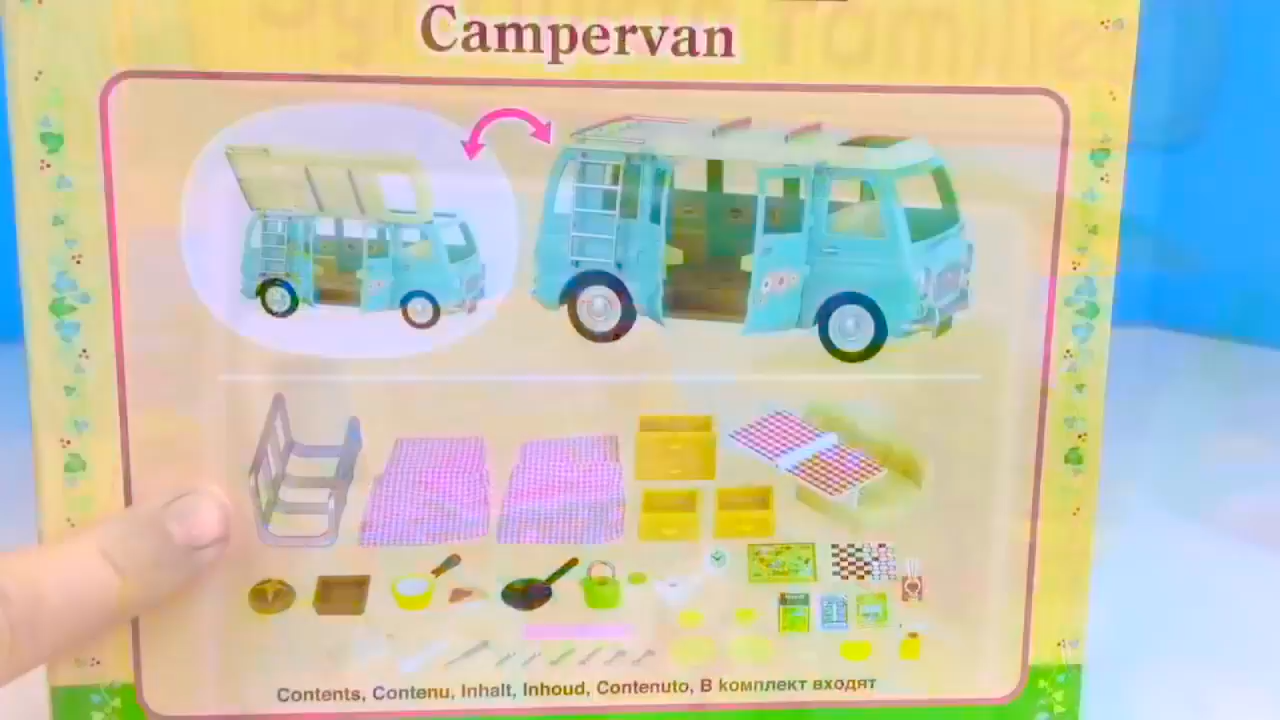 Campervan
Contents, Contenu, Inhalt, Inhoud, Contenuto, В комплект входят